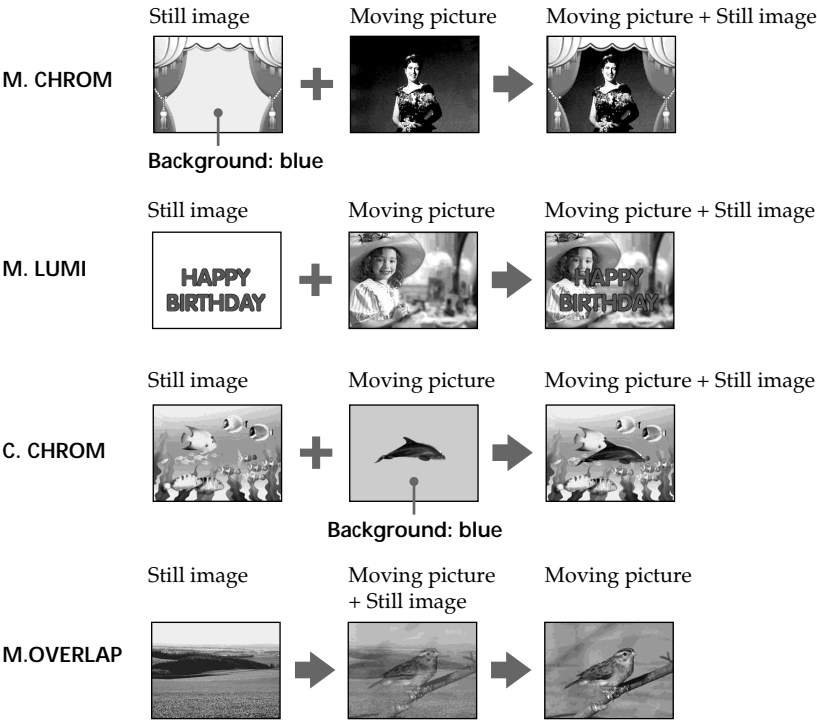 Still image
Moving picture
Moving picture + Still image
M. CHROM
Background: blue
Still image
Moving picture
Moving picture + Still image
M. LUMI
HAPPY
BIRTHDAY
HAPPY
BIRTHDAY
Still image
Moving picture
Moving picture + Still image
C. CHROM
Background: blue
Still image
Moving picture
+ Still image
Moving picture
M.OVERLAP